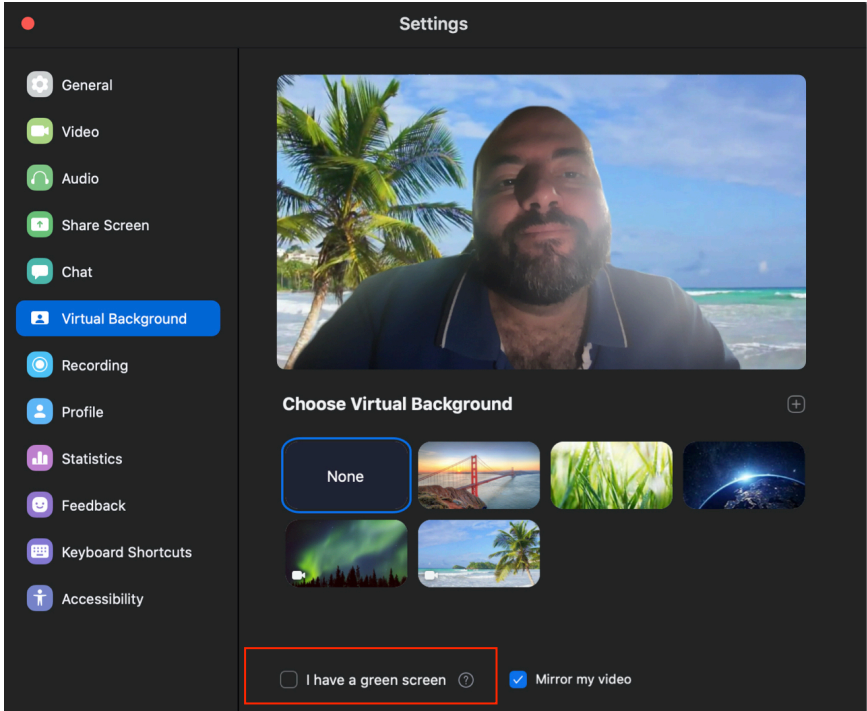 Settings
General
Video
Audio
Share Screen
Chat
Virtual Background
Recording
Profile
Statistics
Feedback
Keyboard Shortcuts
Accessibility
Choose Virtual Background
None
I have a green screen ?
Mirror my video